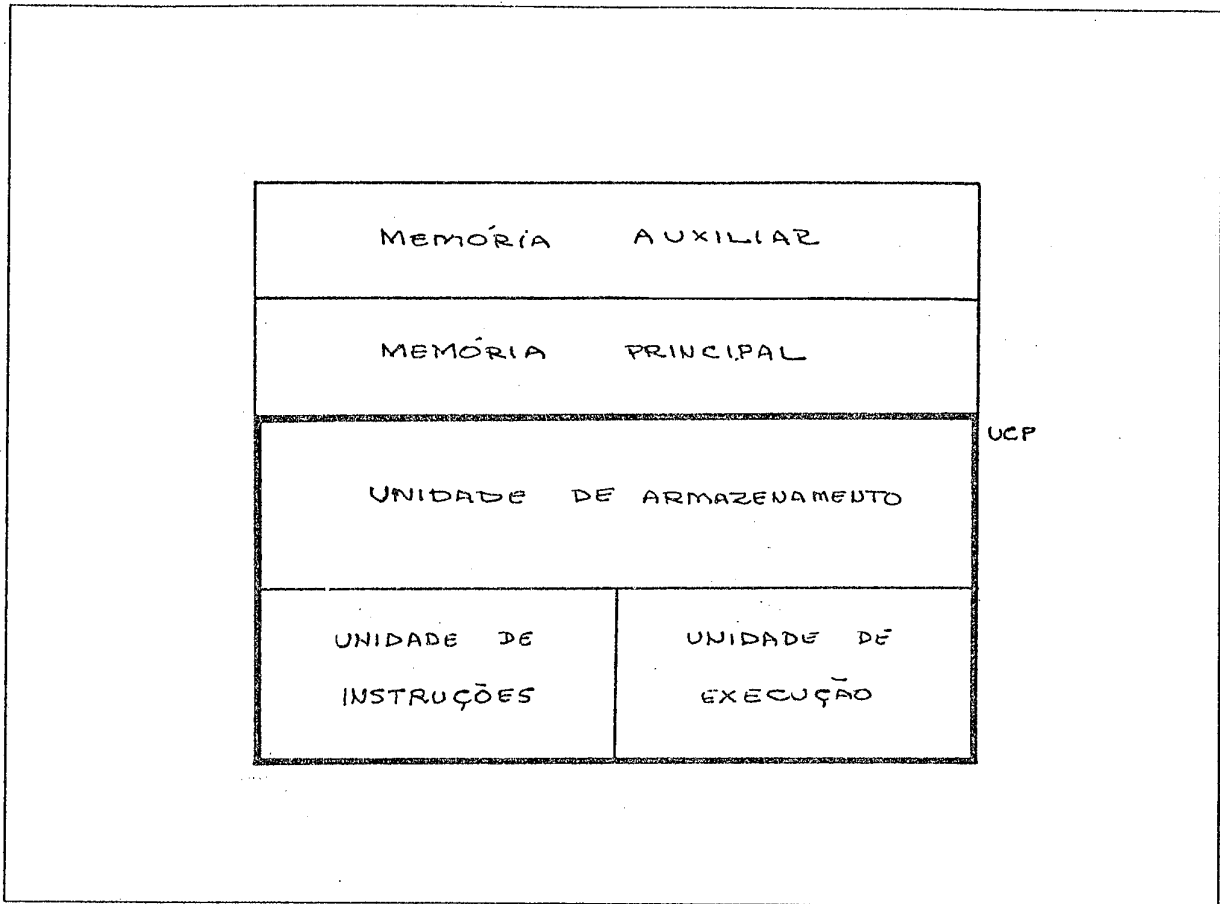 MEMÓRIA AUXILIAR
MEMÓRIA PRINCIPAL
UCP
UNIDADE DE ARMAZENAMENTO
UNIDADE DE
INSTRUÇÕES
UNIDADE DE
EXECUÇÃO